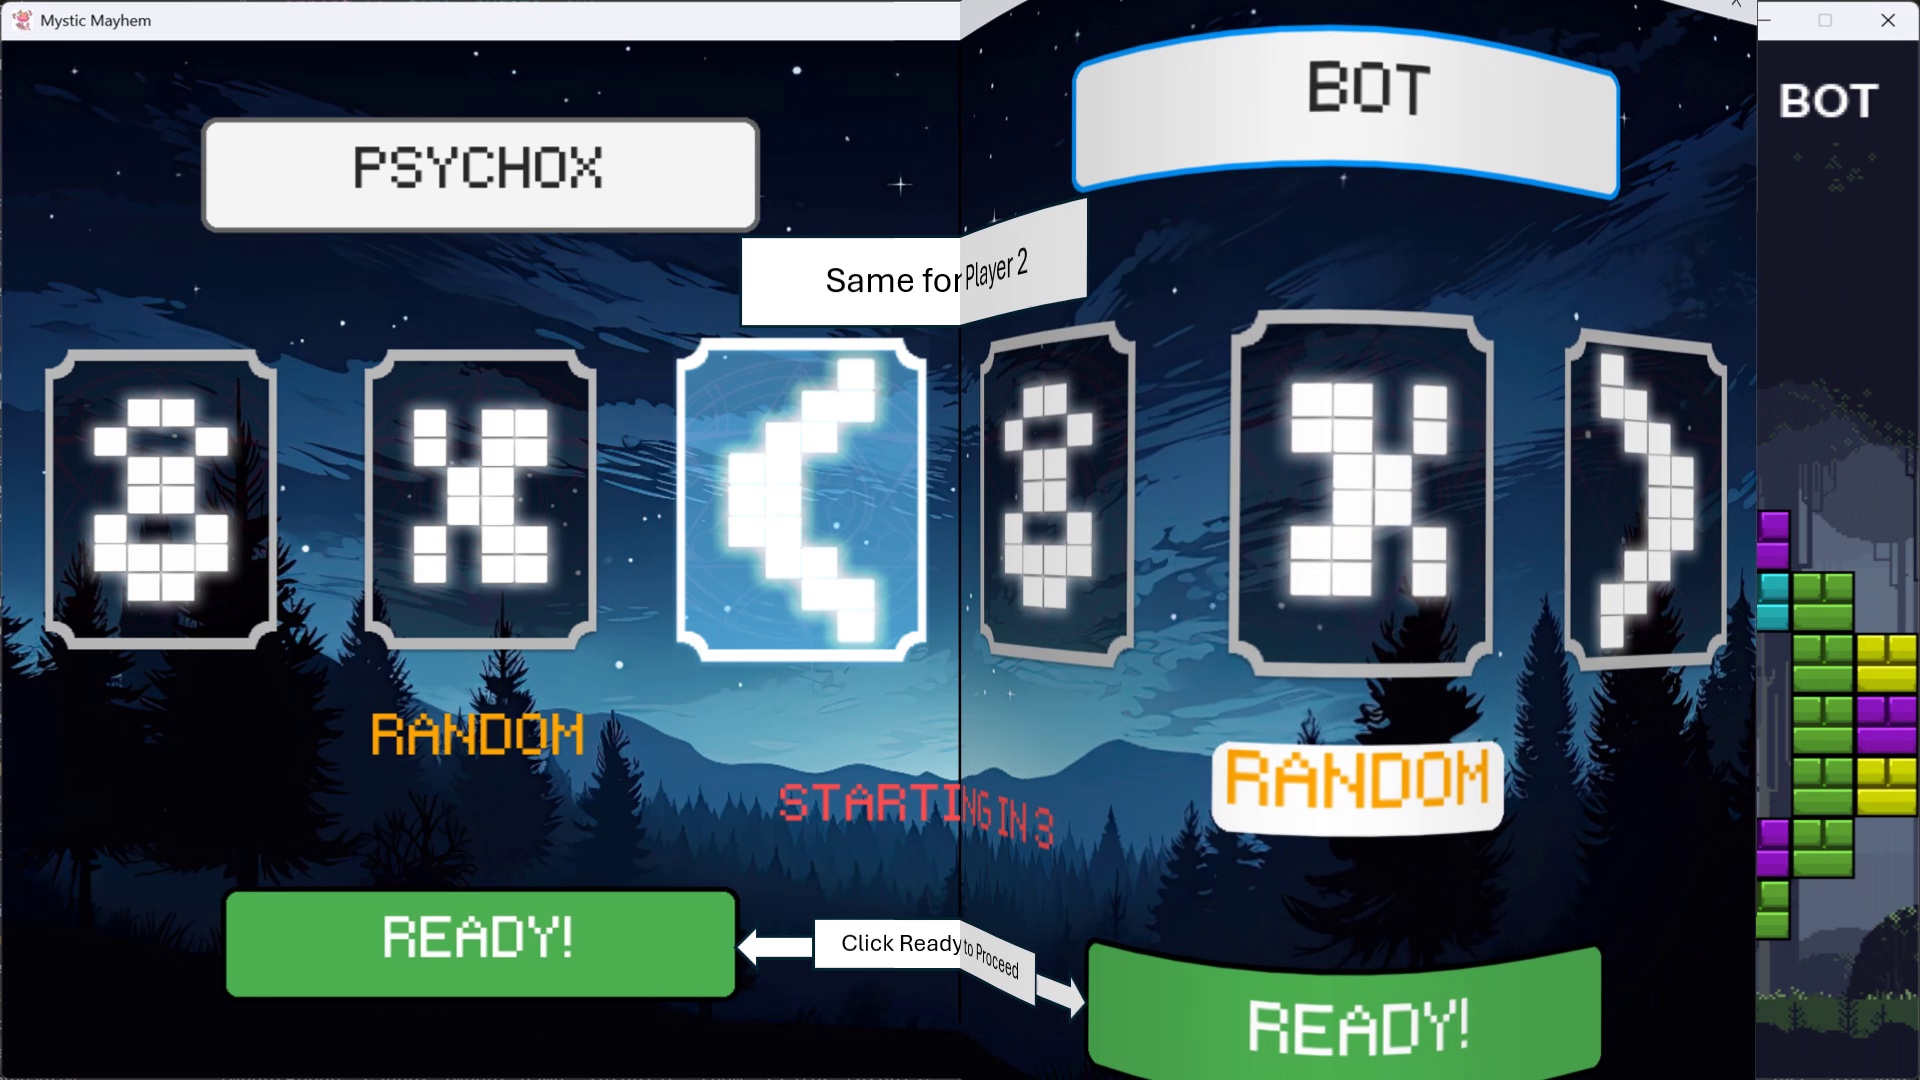 Mystic Mayhem
BOT
BOT
PSYCHOX
Same for Player 2
RANDOM
RANDOM
STARTING IN 3
READY!
Click Ready to Proceed
READY!